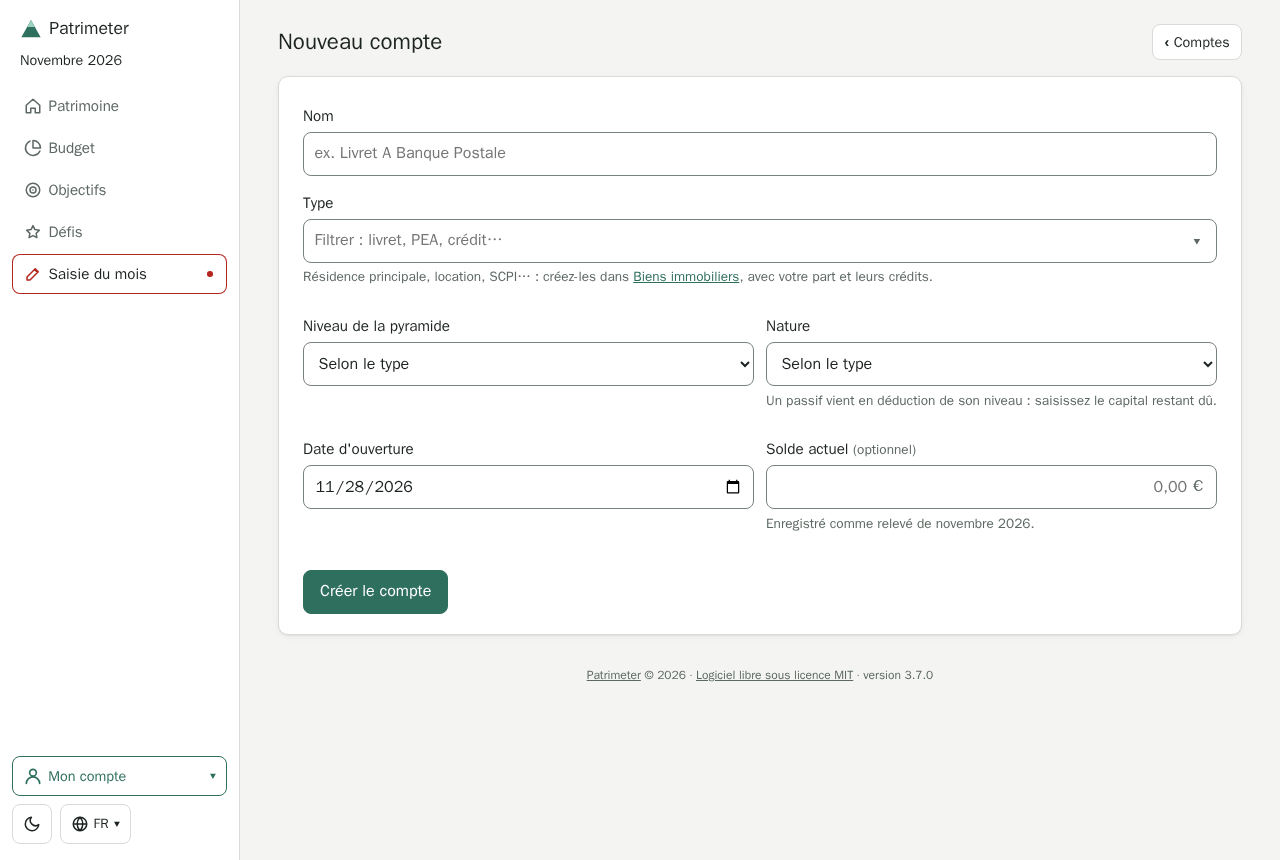 Patrimeter
Novembre 2026
Patrimoine
Budget
Objectifs
Défis
Saisie du mois
Mon compte
FR ▾
Nouveau compte
‹ Comptes
Nom
ex. Livret A Banque Postale
Type
Filtrer : livret, PEA, crédit…
Résidence principale, location, SCPI… : créez-les dans Biens immobiliers, avec votre part et leurs crédits.
Niveau de la pyramide
Selon le type
Nature
Selon le type
Un passif vient en déduction de son niveau : saisissez le capital restant dû.
Date d'ouverture
11/28/2026
Solde actuel (optionnel)
0,00 €
Enregistré comme relevé de novembre 2026.
Créer le compte
Patrimeter © 2026 · Logiciel libre sous licence MIT · version 3.7.0